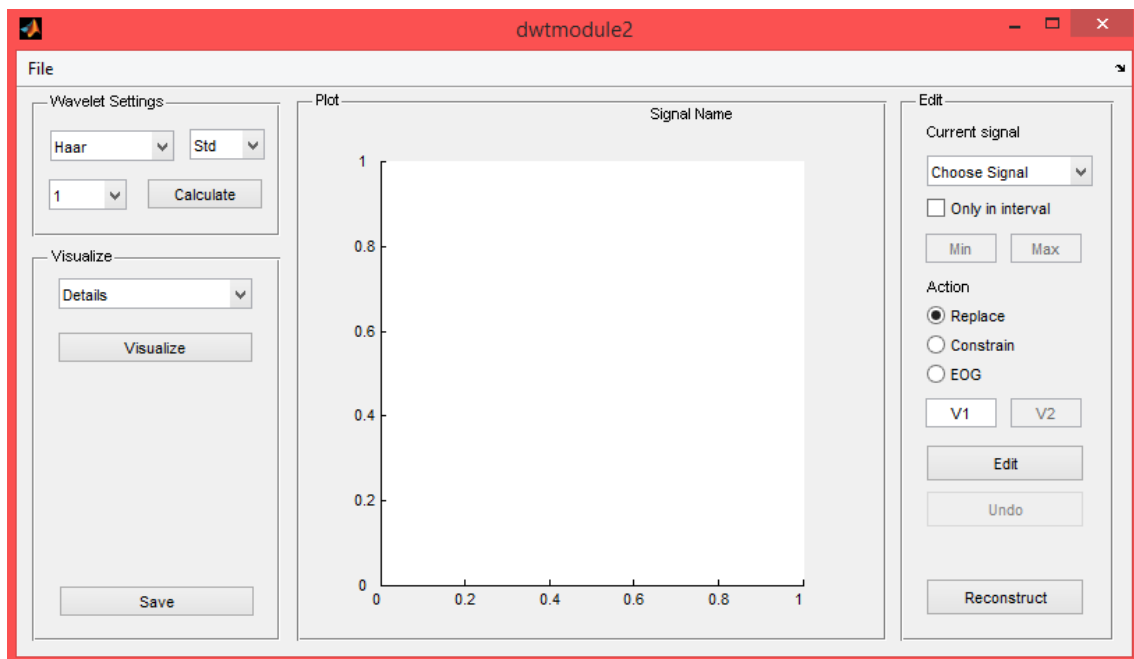 dwtmodule2
File
Wavelet Settings
Haar
Std
1
Calculate
Visualize
Details
Visualize
Save
Plot
Signal Name
1
0.8
0.6
0.4
0.2
0
0 0.2 0.4 0.6 0.8 1
Edit
Current signal
Choose Signal
Only in interval
Min Max
Action
Replace
Constrain
EOG
V1 V2
Edit
Undo
Reconstruct